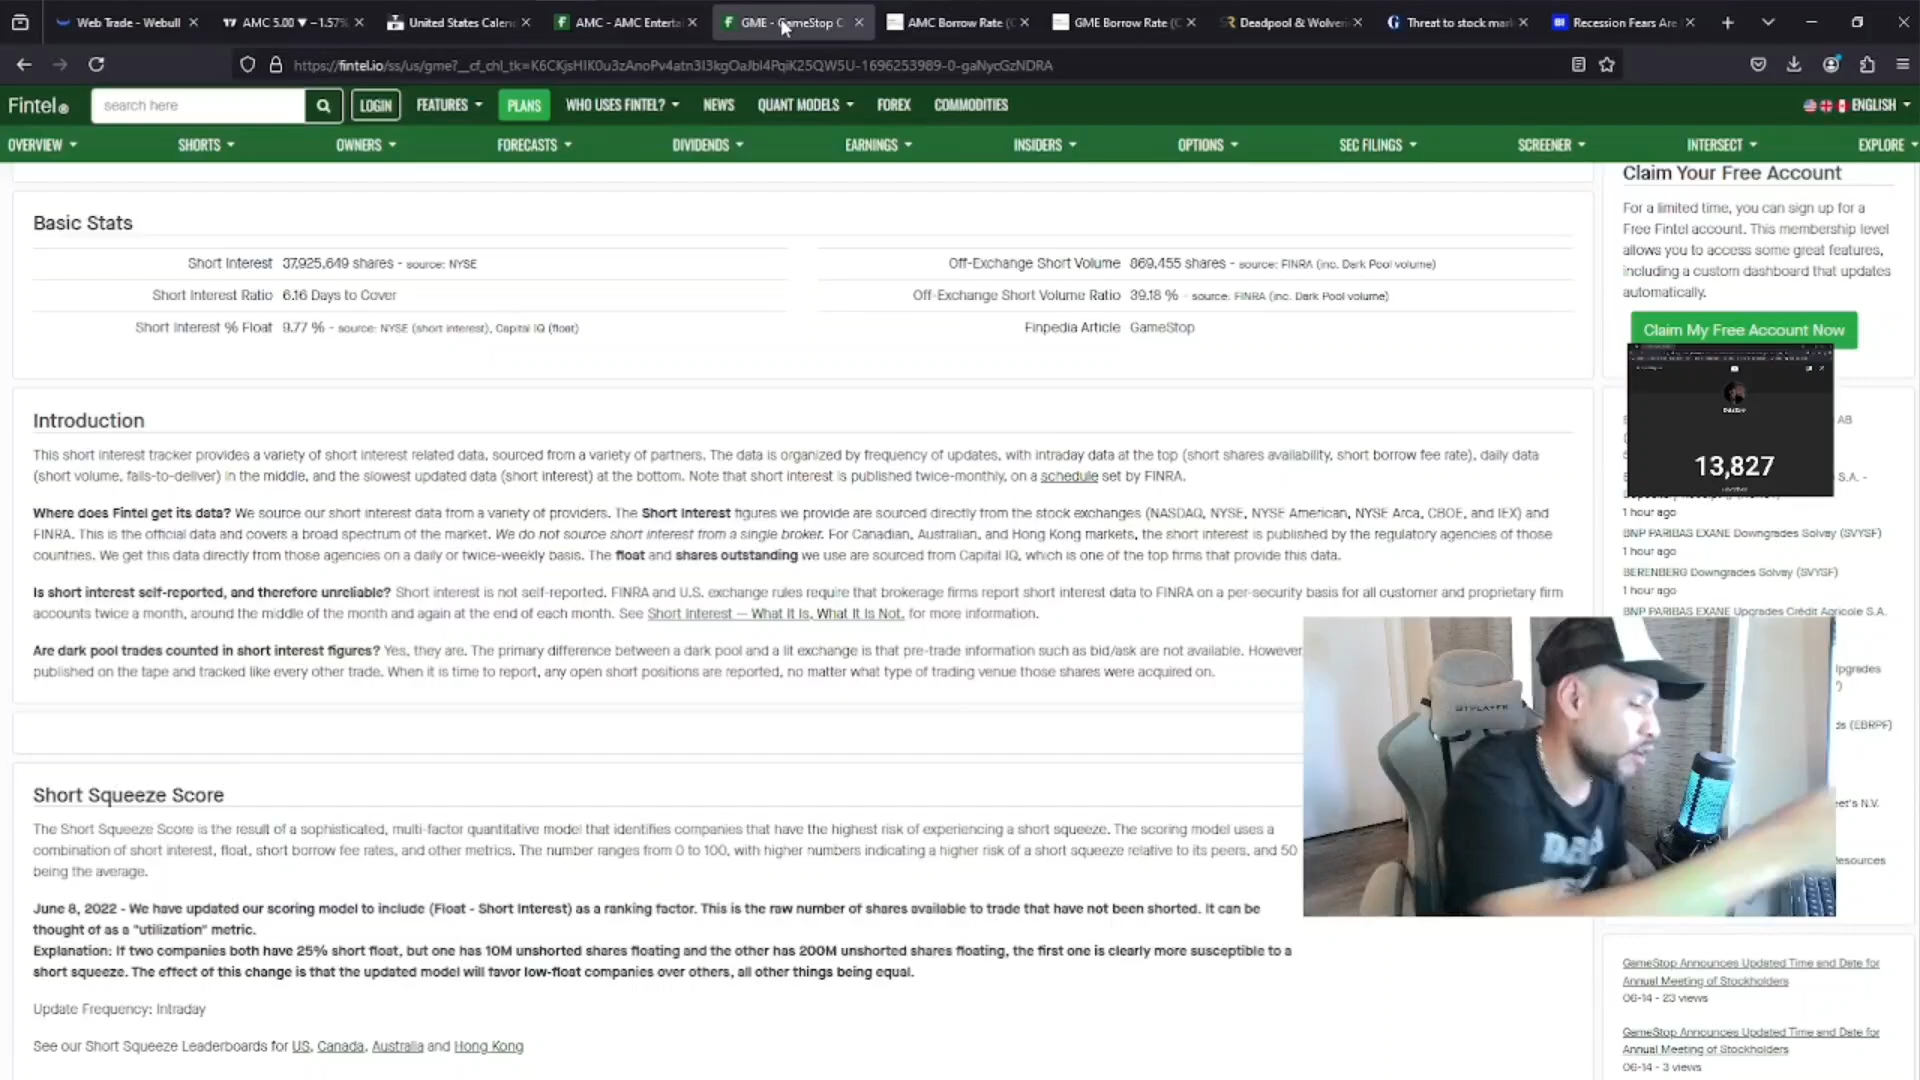 Web Trade - Webull
AMC 5.00 ▼ −1.57%
United States Calen
AMC - AMC Enterta
GME - GameStop C
AMC Borrow Rate (
GME Borrow Rate (C
Deadpool & Wolveri
Threat to stock mar
Recession Fears Are
https://fintel.io/ss/us/gme?__cf_chl_tk=K6CKjsHIK0u3zAnoPv4atn3I3kgOaJbl4PqiK25QW5U-1696253989-0-gaNycGzNDRA
Fintel
search here
LOGIN
FEATURES
PLANS
WHO USES FINTEL?
NEWS
QUANT MODELS
FOREX
COMMODITIES
ENGLISH
OVERVIEW
SHORTS
OWNERS
FORECASTS
DIVIDENDS
EARNINGS
INSIDERS
OPTIONS
SEC FILINGS
SCREENER
INTERSECT
EXPLORE
Basic Stats
Short Interest 37,925,649 shares - source: NYSE
Short Interest Ratio 6.16 Days to Cover
Short Interest % Float 9.77 % - source: NYSE (short interest), Capital IQ (float)
Off-Exchange Short Volume 869,455 shares - source: FINRA (inc. Dark Pool volume)
Off-Exchange Short Volume Ratio 39.18 % - source: FINRA (inc. Dark Pool volume)
Finpedia Article GameStop
Introduction
This short interest tracker provides a variety of short interest related data, sourced from a variety of partners. The data is organized by frequency of updates, with intraday data at the top (short shares availability, short borrow fee rate), daily data
(short volume, fails-to-deliver) in the middle, and the slowest updated data (short interest) at the bottom. Note that short interest is published twice-monthly, on a schedule set by FINRA.
Where does Fintel get its data? We source our short interest data from a variety of providers. The Short Interest figures we provide are sourced directly from the stock exchanges (NASDAQ, NYSE, NYSE American, NYSE Arca, CBOE, and IEX) and
FINRA. This is the official data and covers a broad spectrum of the market. We do not source short interest from a single broker. For Canadian, Australian, and Hong Kong markets, the short interest is published by the regulatory agencies of those
countries. We get this data directly from those agencies on a daily or twice-weekly basis. The float and shares outstanding we use are sourced from Capital IQ, which is one of the top firms that provide this data.
Is short interest self-reported, and therefore unreliable? Short interest is not self-reported. FINRA and U.S. exchange rules require that brokerage firms report short interest data to FINRA on a per-security basis for all customer and proprietary firm
accounts twice a month, around the middle of the month and again at the end of each month. See Short Interest — What It Is, What It Is Not. for more information.
Are dark pool trades counted in short interest figures? Yes, they are. The primary difference between a dark pool and a lit exchange is that pre-trade information such as bid/ask are not available. However
published on the tape and tracked like every other trade. When it is time to report, any open short positions are reported, no matter what type of trading venue those shares were acquired on.
Short Squeeze Score
The Short Squeeze Score is the result of a sophisticated, multi-factor quantitative model that identifies companies that have the highest risk of experiencing a short squeeze. The scoring model uses a
combination of short interest, float, short borrow fee rates, and other metrics. The number ranges from 0 to 100, with higher numbers indicating a higher risk of a short squeeze relative to its peers, and 50
being the average.
June 8, 2022 - We have updated our scoring model to include (Float - Short Interest) as a ranking factor. This is the raw number of shares available to trade that have not been shorted. It can be
thought of as a "utilization" metric.
Explanation: If two companies both have 25% short float, but one has 10M unshorted shares floating and the other has 200M unshorted shares floating, the first one is clearly more susceptible to a
short squeeze. The effect of this change is that the updated model will favor low-float companies over others, all other things being equal.
Update Frequency: Intraday
See our Short Squeeze Leaderboards for US, Canada, Australia and Hong Kong
Claim Your Free Account
For a limited time, you can sign up for a
Free Fintel account. This membership level
allows you to access some great features,
including a custom dashboard that updates
automatically.
Claim My Free Account Now
AB
13,827
S.A. -
1 hour ago
BNP PARIBAS EXANE Downgrades Solvay (SVYSF)
1 hour ago
BERENBERG Downgrades Solvay (SVYSF)
1 hour ago
BNP PARIBAS EXANE Upgrades Crédit Agricole S.A.
pgrades
s (EBRPF)
et's N.V.
esources
GameStop Announces Updated Time and Date for
Annual Meeting of Stockholders
06-14 - 23 views
GameStop Announces Updated Time and Date for
Annual Meeting of Stockholders
06-14 - 3 views
GTPLAYER